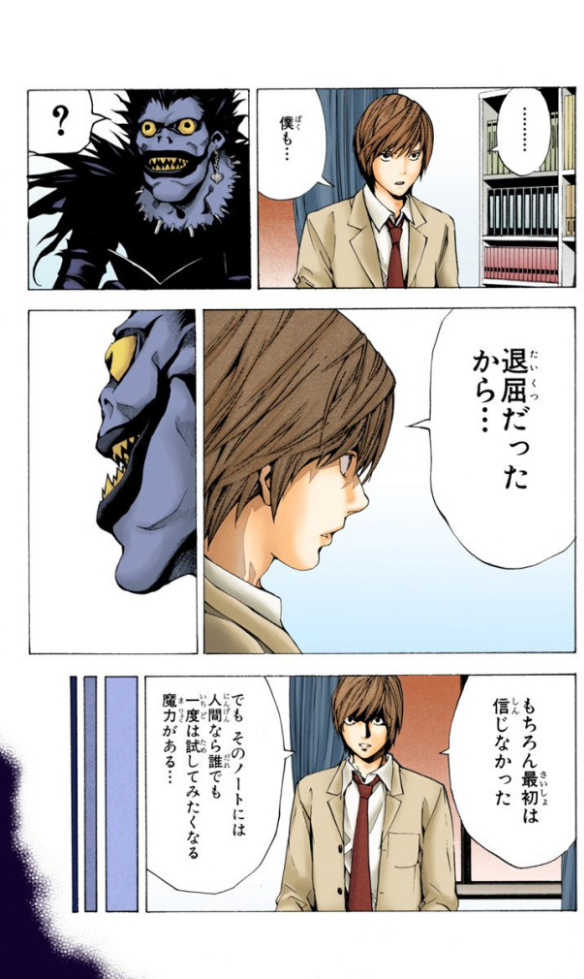 ………
僕も…
?
退屈だった
から…
もちろん最初は
信じなかった
でも そのノートには
人間なら誰でも
一度は試してみたくなる
魔力がある…